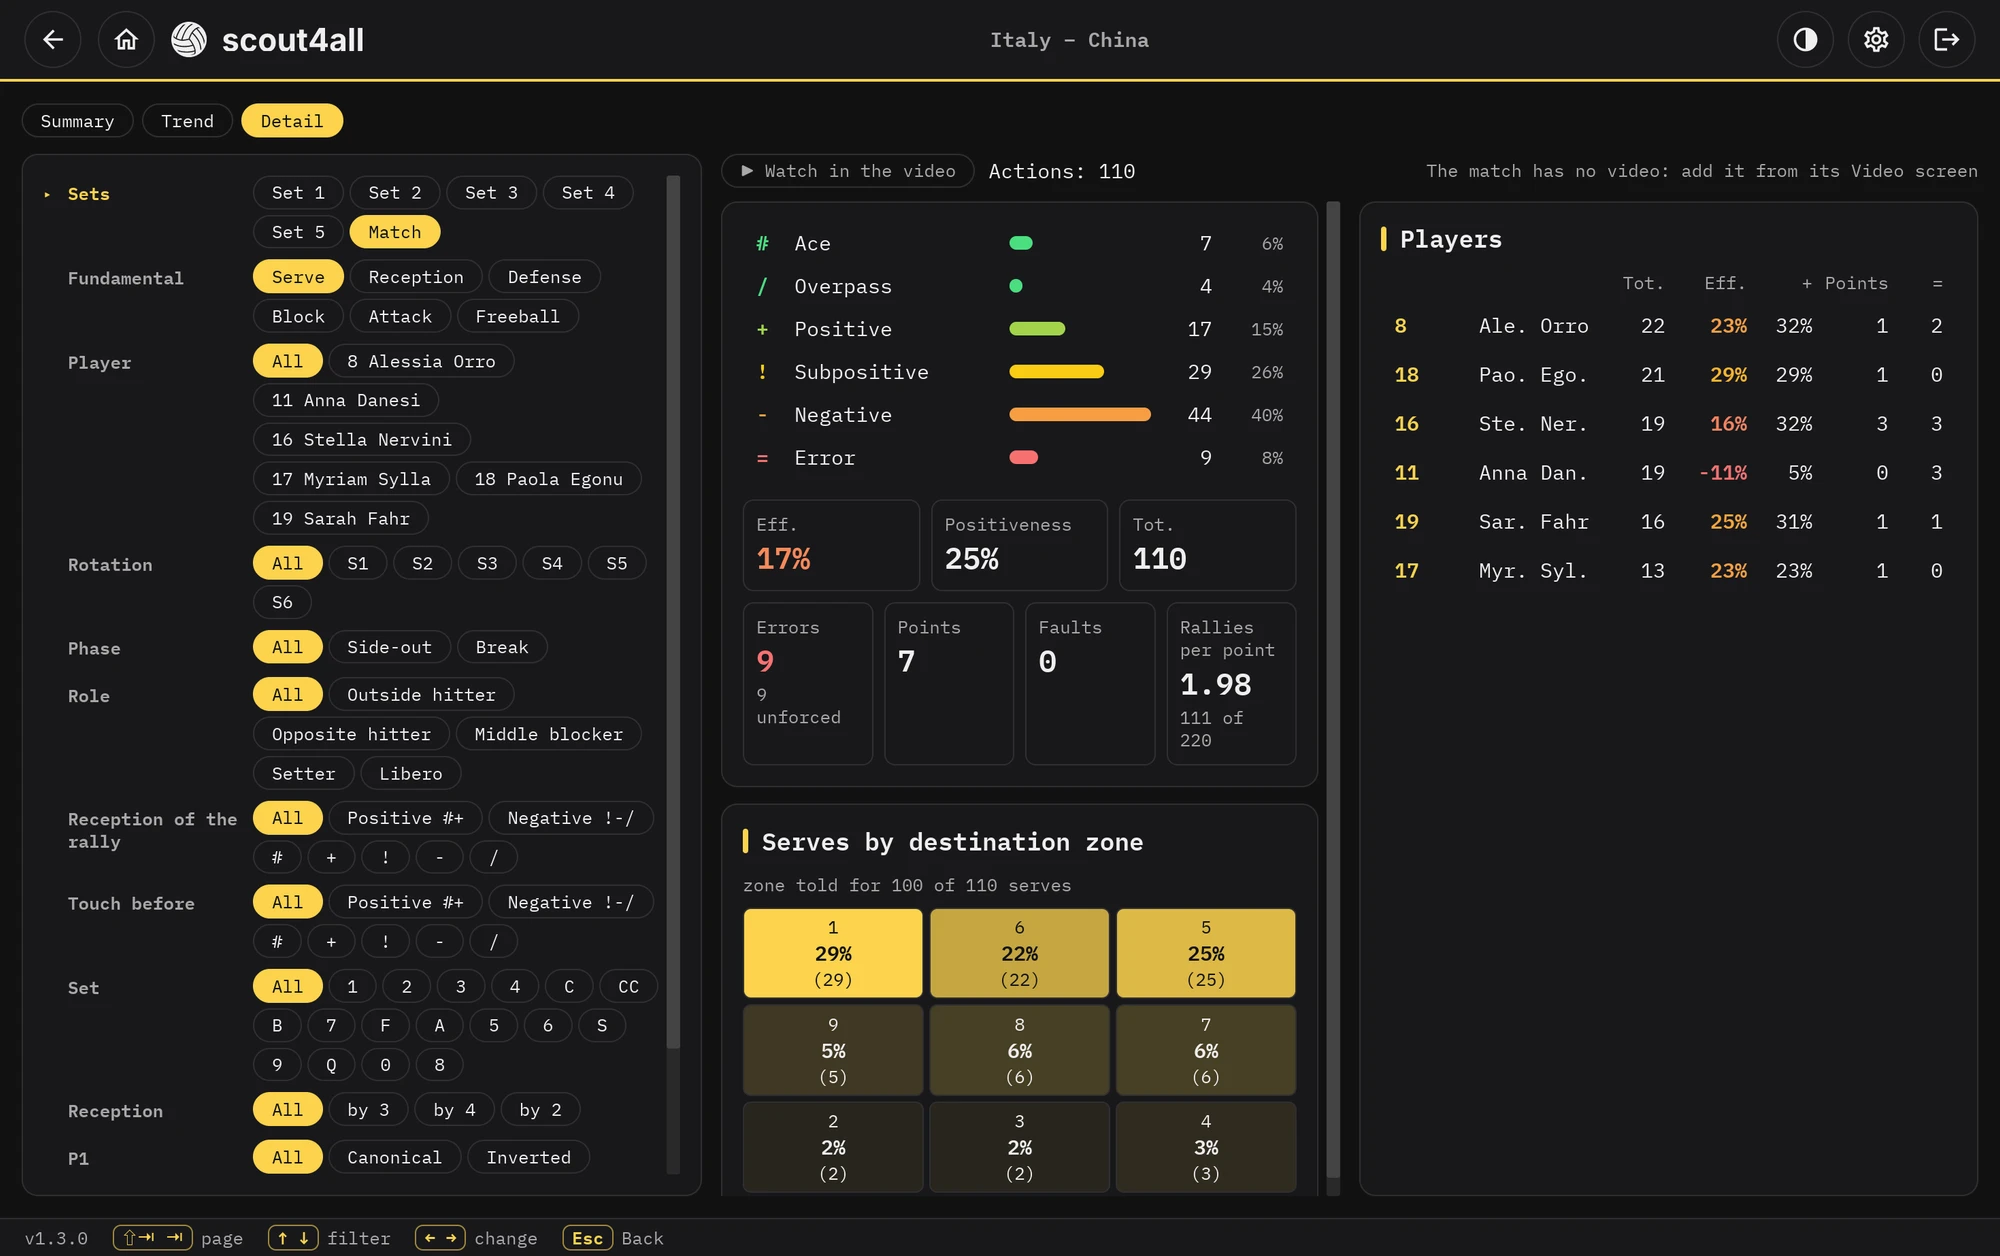 scout4all
Italy – China
Summary Trend Detail
▸ Sets
Set 1 Set 2 Set 3 Set 4
Set 5 Match
Fundamental
Serve Reception Defense
Block Attack Freeball
Player
All 8 Alessia Orro
11 Anna Danesi
16 Stella Nervini
17 Myriam Sylla 18 Paola Egonu
19 Sarah Fahr
Rotation
All S1 S2 S3 S4 S5
S6
Phase
All Side-out Break
Role
All Outside hitter
Opposite hitter Middle blocker
Setter Libero
Reception of the
rally
All Positive #+ Negative !-/
# + ! - /
Touch before
All Positive #+ Negative !-/
# + ! - /
Set
All 1 2 3 4 C CC
B 7 F A 5 6 S
9 Q 0 8
Reception
All by 3 by 4 by 2
P1
All Canonical Inverted
▶ Watch in the video Actions: 110
The match has no video: add it from its Video screen
# Ace 7 6%
/ Overpass 4 4%
+ Positive 17 15%
! Subpositive 29 26%
- Negative 44 40%
= Error 9 8%
Eff.
17%
Positiveness
25%
Tot.
110
Errors
9
9
unforced
Points
7
Faults
0
Rallies
per point
1.98
111 of
220
Serves by destination zone
zone told for 100 of 110 serves
1
29%
(29)
6
22%
(22)
5
25%
(25)
9
5%
(5)
8
6%
(6)
7
6%
(6)
2
2%
(2)
3
2%
(2)
4
3%
(3)
Players
Tot. Eff. + Points =
8 Ale. Orro 22 23% 32% 1 2
18 Pao. Ego. 21 29% 29% 1 0
16 Ste. Ner. 19 16% 32% 3 3
11 Anna Dan. 19 -11% 5% 0 3
19 Sar. Fahr 16 25% 31% 1 1
17 Myr. Syl. 13 23% 23% 1 0
v1.3.0 ⇧⇥ ⇥ page ↑ ↓ filter ← → change Esc Back